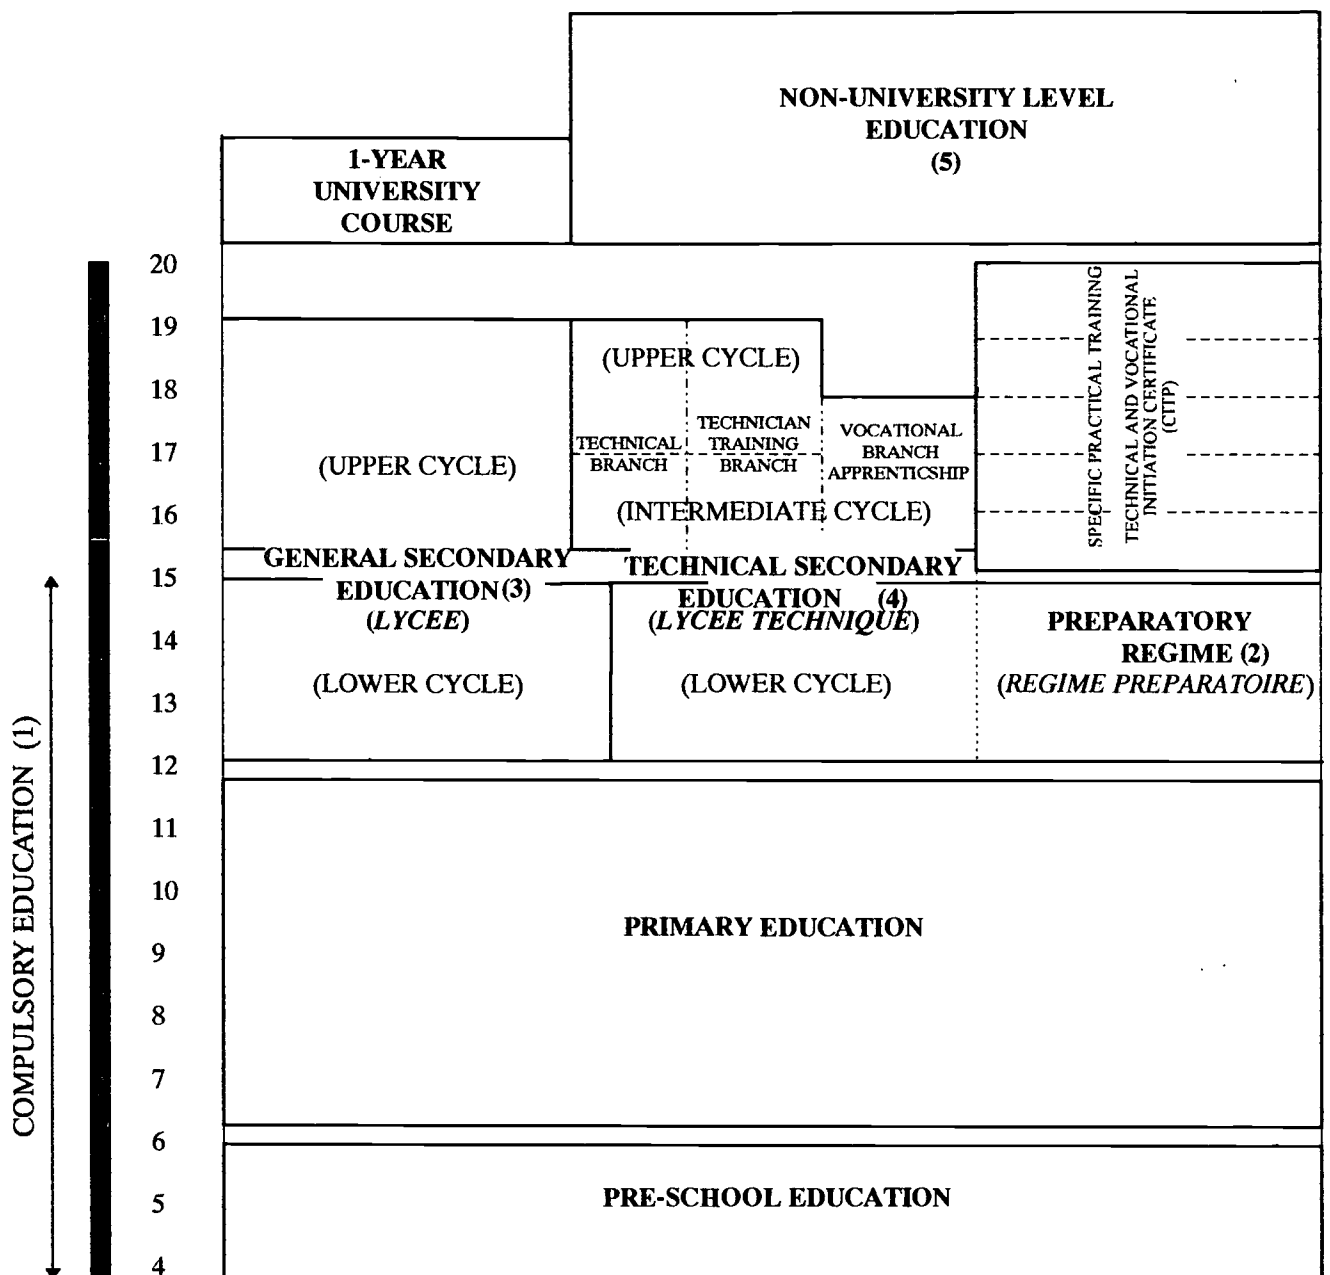 NON-UNIVERSITY LEVEL
EDUCATION
(5)
1-YEAR
UNIVERSITY
COURSE
20
19
18
17
16
15
14
13
12
11
10
9
8
7
6
5
4
COMPULSORY EDUCATION (1)
(UPPER CYCLE)
(UPPER CYCLE)
TECHNICAL
BRANCH
TECHNICIAN
TRAINING
BRANCH
VOCATIONAL
BRANCH
APPRENTICSHIP
(INTERMEDIATE CYCLE)
SPECIFIC PRACTICAL TRAINING
TECHNICAL AND VOCATIONAL
INITIATION CERTIFICATE
(CITP)
GENERAL SECONDARY
EDUCATION (3)
(LYCEE)
(LOWER CYCLE)
TECHNICAL SECONDARY
EDUCATION (4)
(LYCEE TECHNIQUE)
(LOWER CYCLE)
PREPARATORY
REGIME (2)
(REGIME PREPARATOIRE)
PRIMARY EDUCATION
PRE-SCHOOL EDUCATION